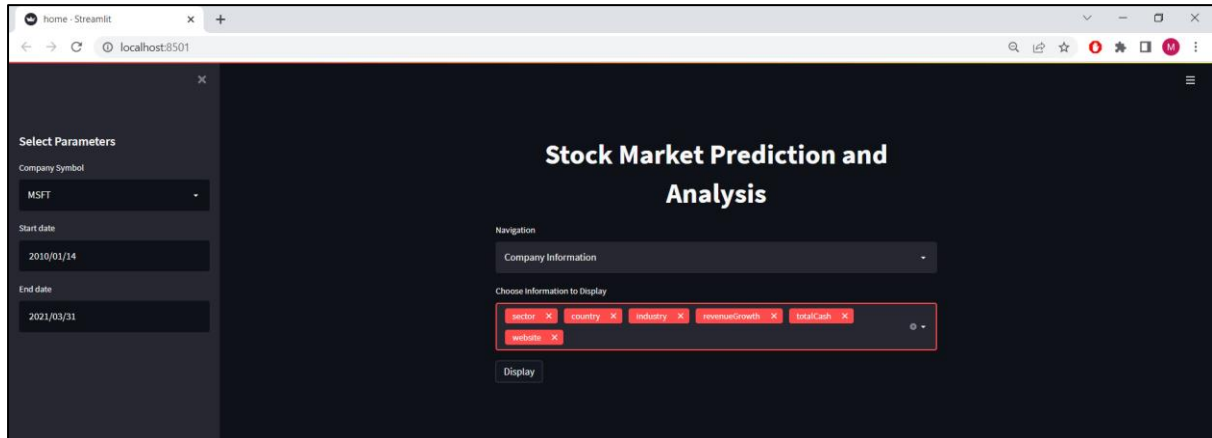 home · Streamlit
localhost:8501
M
Select Parameters
Company Symbol
MSFT
Start date
2010/01/14
End date
2021/03/31
Stock Market Prediction and
Analysis
Navigation
Company Information
Choose Information to Display
sector country industry revenueGrowth totalCash
website
Display